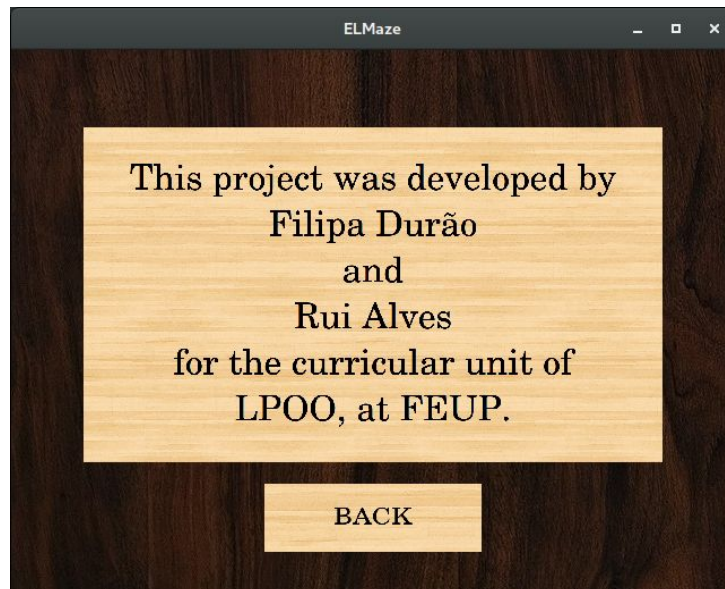 ELMaze
This project was developed by
Filipa Durão
and
Rui Alves
for the curricular unit of
LPOO, at FEUP.
BACK